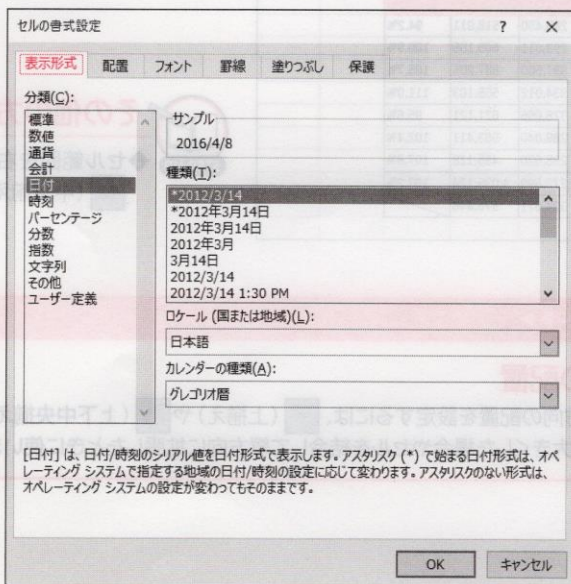 セルの書式設定 ? ×
表示形式 配置 フォント 罫線 塗りつぶし 保護
分類(C):
標準
数値
通貨
会計
日付
時刻
パーセンテージ
分数
指数
文字列
その他
ユーザー定義
サンプル
2016/4/8
種類(T):
*2012/3/14
*2012年3月14日
2012年3月14日
2012年3月
3月14日
2012/3/14
2012/3/14 1:30 PM
ロケール (国または地域)(L):
日本語
カレンダーの種類(A):
グレゴリオ暦
[日付] は、日付/時刻のシリアル値を日付形式で表示します。アスタリスク (*) で始まる日付形式は、オペ
レーティング システムで指定する地域の日付/時刻の設定に応じて変わります。アスタリスクのない形式は、
オペレーティング システムの設定が変わってもそのままです。
OK キャンセル